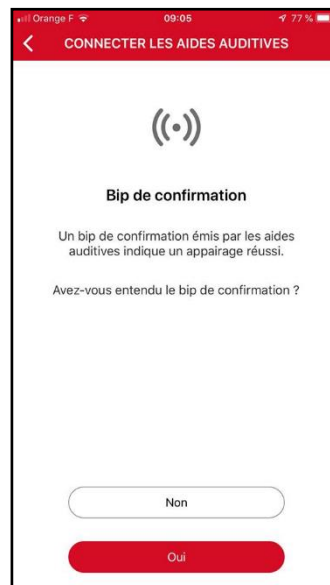 Orange F 09:05 77 %
CONNECTER LES AIDES AUDITIVES
Bip de confirmation
Un bip de confirmation émis par les aides
auditives indique un appairage réussi.
Avez-vous entendu le bip de confirmation ?
Non
Oui